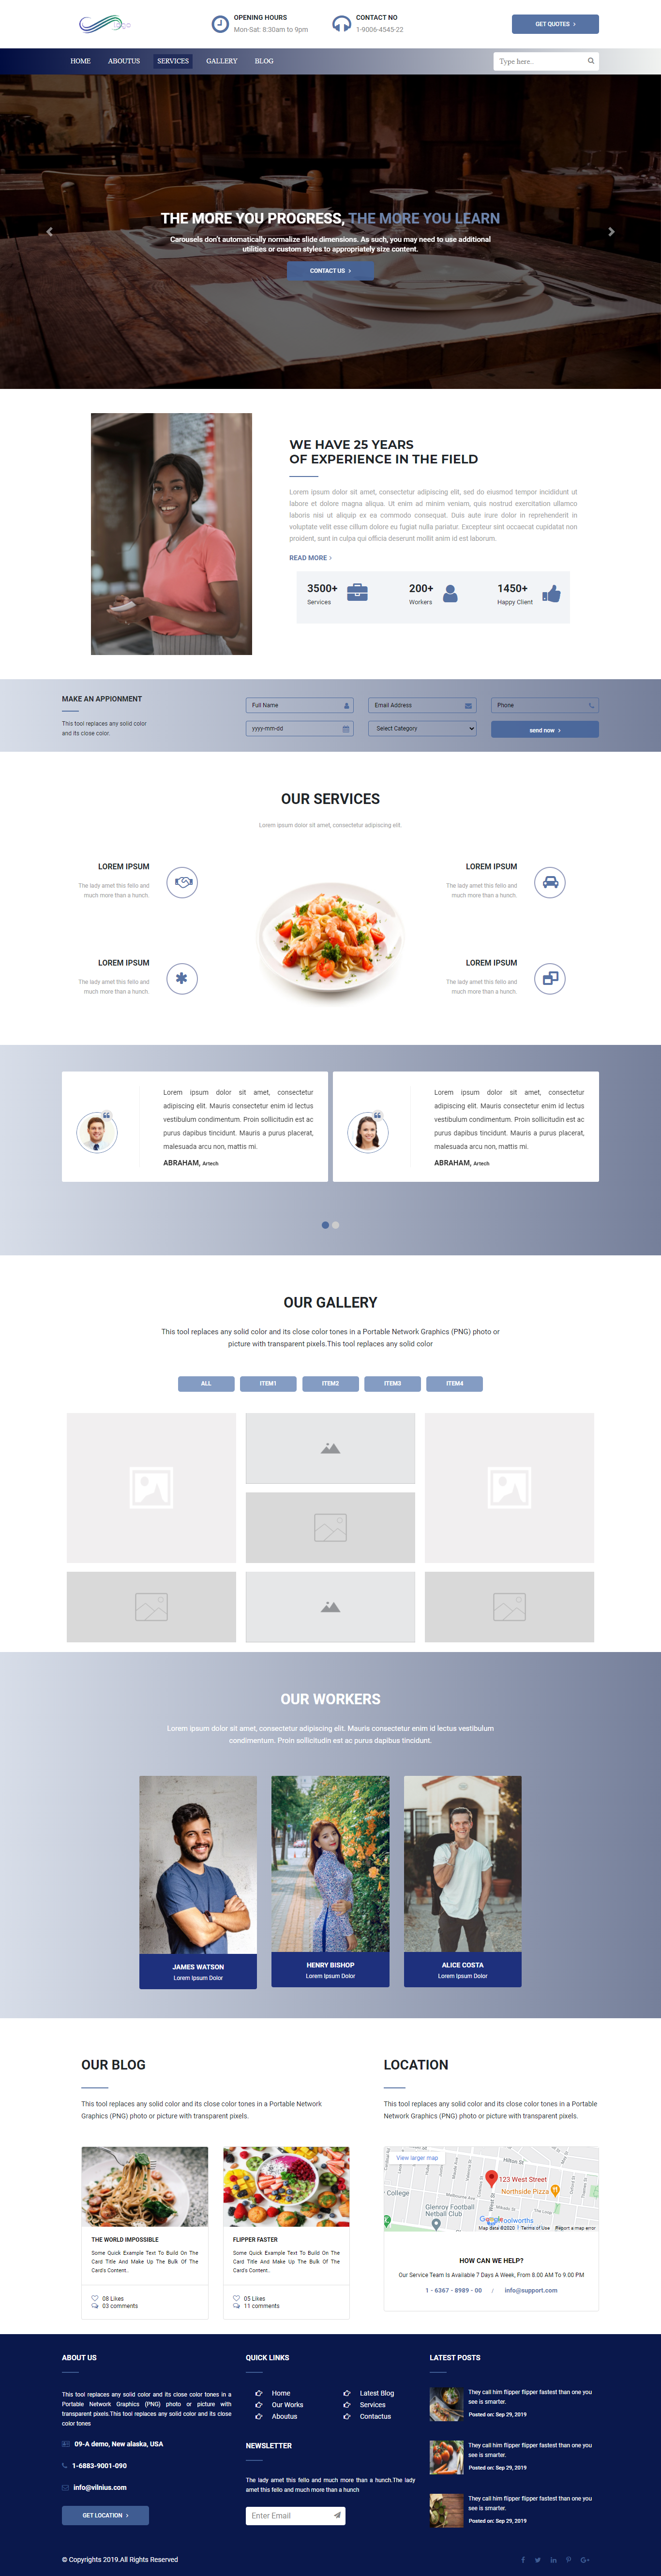 OPENING HOURS
Mon-Sat: 8:30am to 9pm
CONTACT NO
1-9006-4545-22
GET QUOTES
HOME ABOUTUS SERVICES GALLERY BLOG
Type here..
THE MORE YOU PROGRESS, THE MORE YOU LEARN
Carousels don't automatically normalize slide dimensions. As such, you may need to use additional
utilities or custom styles to appropriately size content.
CONTACT US
WE HAVE 25 YEARS
OF EXPERIENCE IN THE FIELD
Lorem ipsum dolor sit amet, consectetur adipiscing elit, sed do eiusmod tempor incididunt ut
labore et dolore magna aliqua. Ut enim ad minim veniam, quis nostrud exercitation ullamco
laboris nisi ut aliquip ex ea commodo consequat. Duis aute irure dolor in reprehenderit in
voluptate velit esse cillum dolore eu fugiat nulla pariatur. Excepteur sint occaecat cupidatat non
proident, sunt in culpa qui officia deserunt mollit anim id est laborum.
READ MORE
3500+
Services
200+
Workers
1450+
Happy Client
MAKE AN APPIONMENT
This tool replaces any solid color
and its close color.
Full Name
Email Address
Phone
yyyy-mm-dd
Select Category
send now
OUR SERVICES
Lorem ipsum dolor sit amet, consectetur adipiscing elit.
LOREM IPSUM
The lady amet this fello and
much more than a hunch.
LOREM IPSUM
The lady amet this fello and
much more than a hunch.
LOREM IPSUM
The lady amet this fello and
much more than a hunch.
LOREM IPSUM
The lady amet this fello and
much more than a hunch.
Lorem ipsum dolor sit amet, consectetur
adipiscing elit. Mauris consectetur enim id lectus
vestibulum condimentum. Proin sollicitudin est ac
purus dapibus tincidunt. Mauris a purus placerat,
malesuada arcu non, mattis mi.
ABRAHAM, Artech
Lorem ipsum dolor sit amet, consectetur
adipiscing elit. Mauris consectetur enim id lectus
vestibulum condimentum. Proin sollicitudin est ac
purus dapibus tincidunt. Mauris a purus placerat,
malesuada arcu non, mattis mi.
ABRAHAM, Artech
OUR GALLERY
This tool replaces any solid color and its close color tones in a Portable Network Graphics (PNG) photo or
picture with transparent pixels.This tool replaces any solid color
ALL ITEM1 ITEM2 ITEM3 ITEM4
OUR WORKERS
Lorem ipsum dolor sit amet, consectetur adipiscing elit. Mauris consectetur enim id lectus vestibulum
condimentum. Proin sollicitudin est ac purus dapibus tincidunt.
JAMES WATSON
Lorem Ipsum Dolor
HENRY BISHOP
Lorem Ipsum Dolor
ALICE COSTA
Lorem Ipsum Dolor
OUR BLOG
This tool replaces any solid color and its close color tones in a Portable Network
Graphics (PNG) photo or picture with transparent pixels.
THE WORLD IMPOSSIBLE
Some Quick Example Text To Build On The
Card Title And Make Up The Bulk Of The
Card's Content..
08 Likes
03 comments
FLIPPER FASTER
Some Quick Example Text To Build On The
Card Title And Make Up The Bulk Of The
Card's Content..
05 Likes
11 comments
LOCATION
This tool replaces any solid color and its close color tones in a Portable
Network Graphics (PNG) photo or picture with transparent pixels.
View larger map
Hilton St
123 West Street
Northside Pizza
College
Glenroy Football
Netball Club
West St
Google
Woolworths
Map data ©2020 Terms of Use Report a map error
HOW CAN WE HELP?
Our Service Team Is Available 7 Days A Week, From 8.00 AM To 9.00 PM
1 - 6367 - 8989 - 00 / info@support.com
ABOUT US
This tool replaces any solid color and its close color tones in a
Portable Network Graphics (PNG) photo or picture with
transparent pixels.This tool replaces any solid color and its close
color tones
09-A demo, New alaska, USA
1-6883-9001-090
info@vilnius.com
GET LOCATION
QUICK LINKS
Home
Our Works
Aboutus
Latest Blog
Services
Contactus
NEWSLETTER
The lady amet this fello and much more than a hunch.The lady
amet this fello and much more than a hunch
Enter Email
LATEST POSTS
They call him flipper flipper fastest than one you
see is smarter.
Posted on: Sep 29, 2019
They call him flipper flipper fastest than one you
see is smarter.
Posted on: Sep 29, 2019
They call him flipper flipper fastest than one you
see is smarter.
Posted on: Sep 29, 2019
© Copyrights 2019.All Rights Reserved